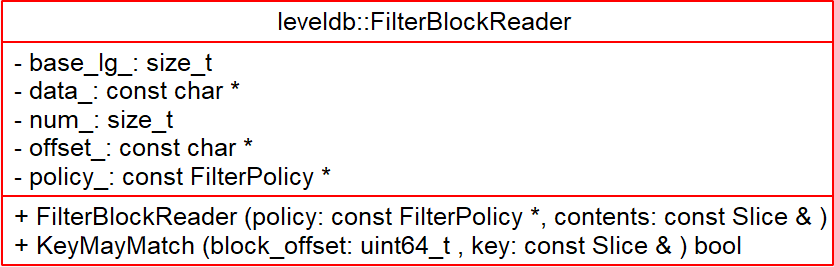 leveldb::FilterBlockReader
- base_lg_: size_t
- data_: const char *
- num_: size_t
- offset_: const char *
- policy_: const FilterPolicy *
+ FilterBlockReader (policy: const FilterPolicy *, contents: const Slice & )
+ KeyMayMatch (block_offset: uint64_t , key: const Slice & ) bool